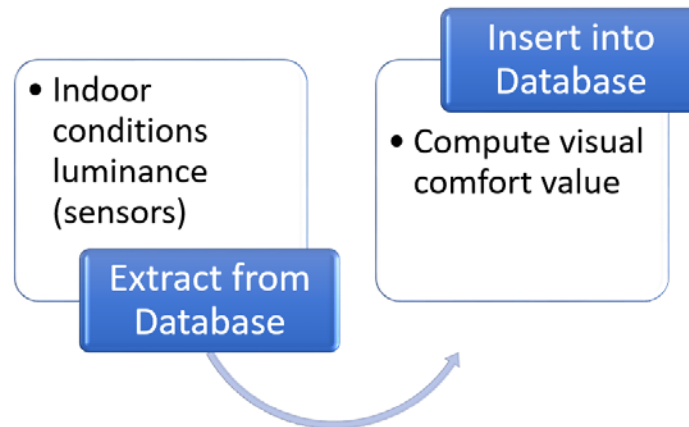 • Indoor
conditions
luminance
(sensors)
Extract from
Database
Insert into
Database
• Compute visual
comfort value